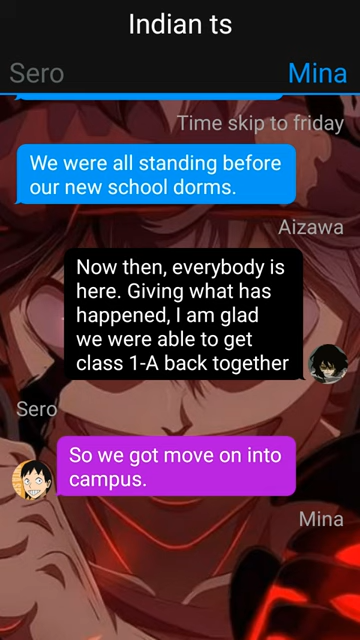 Indian ts
Sero
Mina
Time skip to friday
We were all standing before
our new school dorms.
Aizawa
Now then, everybody is
here. Giving what has
happened, I am glad
we were able to get
class 1-A back together
Sero
So we got move on into
campus.
Mina